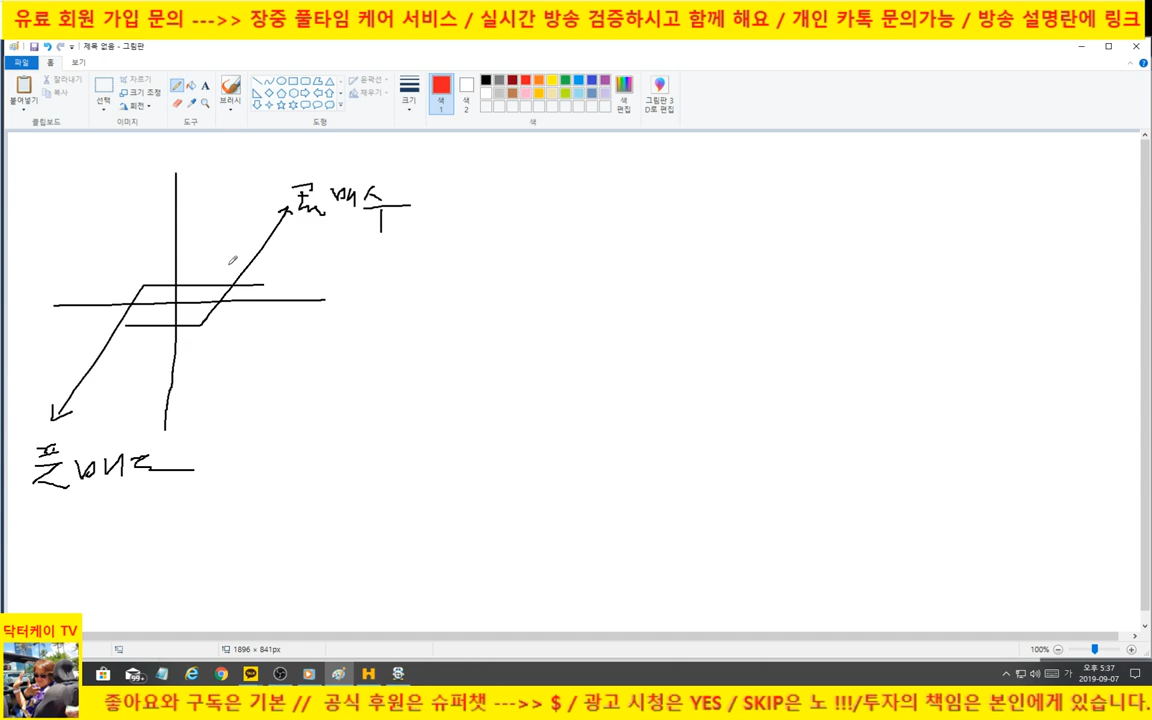 유료 회원 가입 문의 --->> 장중 풀타임 케어 서비스 / 실시간 방송 검증하시고 함께 해요 / 개인 카톡 문의가능 / 방송 설명란에 링크
제목 없음 - 그림판
파일 홈 보기
붙여넣기
잘라내기
복사
클립보드
선택
자르기
크기 조정
회전
이미지
도구
브러시
윤곽선
채우기
도형
크기
색 1
색 2
색 편집
색
그림판 3D로 편집
콜 매수
풋 매도
닥터케이 TV
1896 × 841px
100%
99+
TALK
가
오후 5:37
2019-09-07
좋아요와 구독은 기본 // 공식 후원은 슈퍼챗 --->> $ / 광고 시청은 YES / SKIP은 노 !!!/투자의 책임은 본인에게 있습니다.